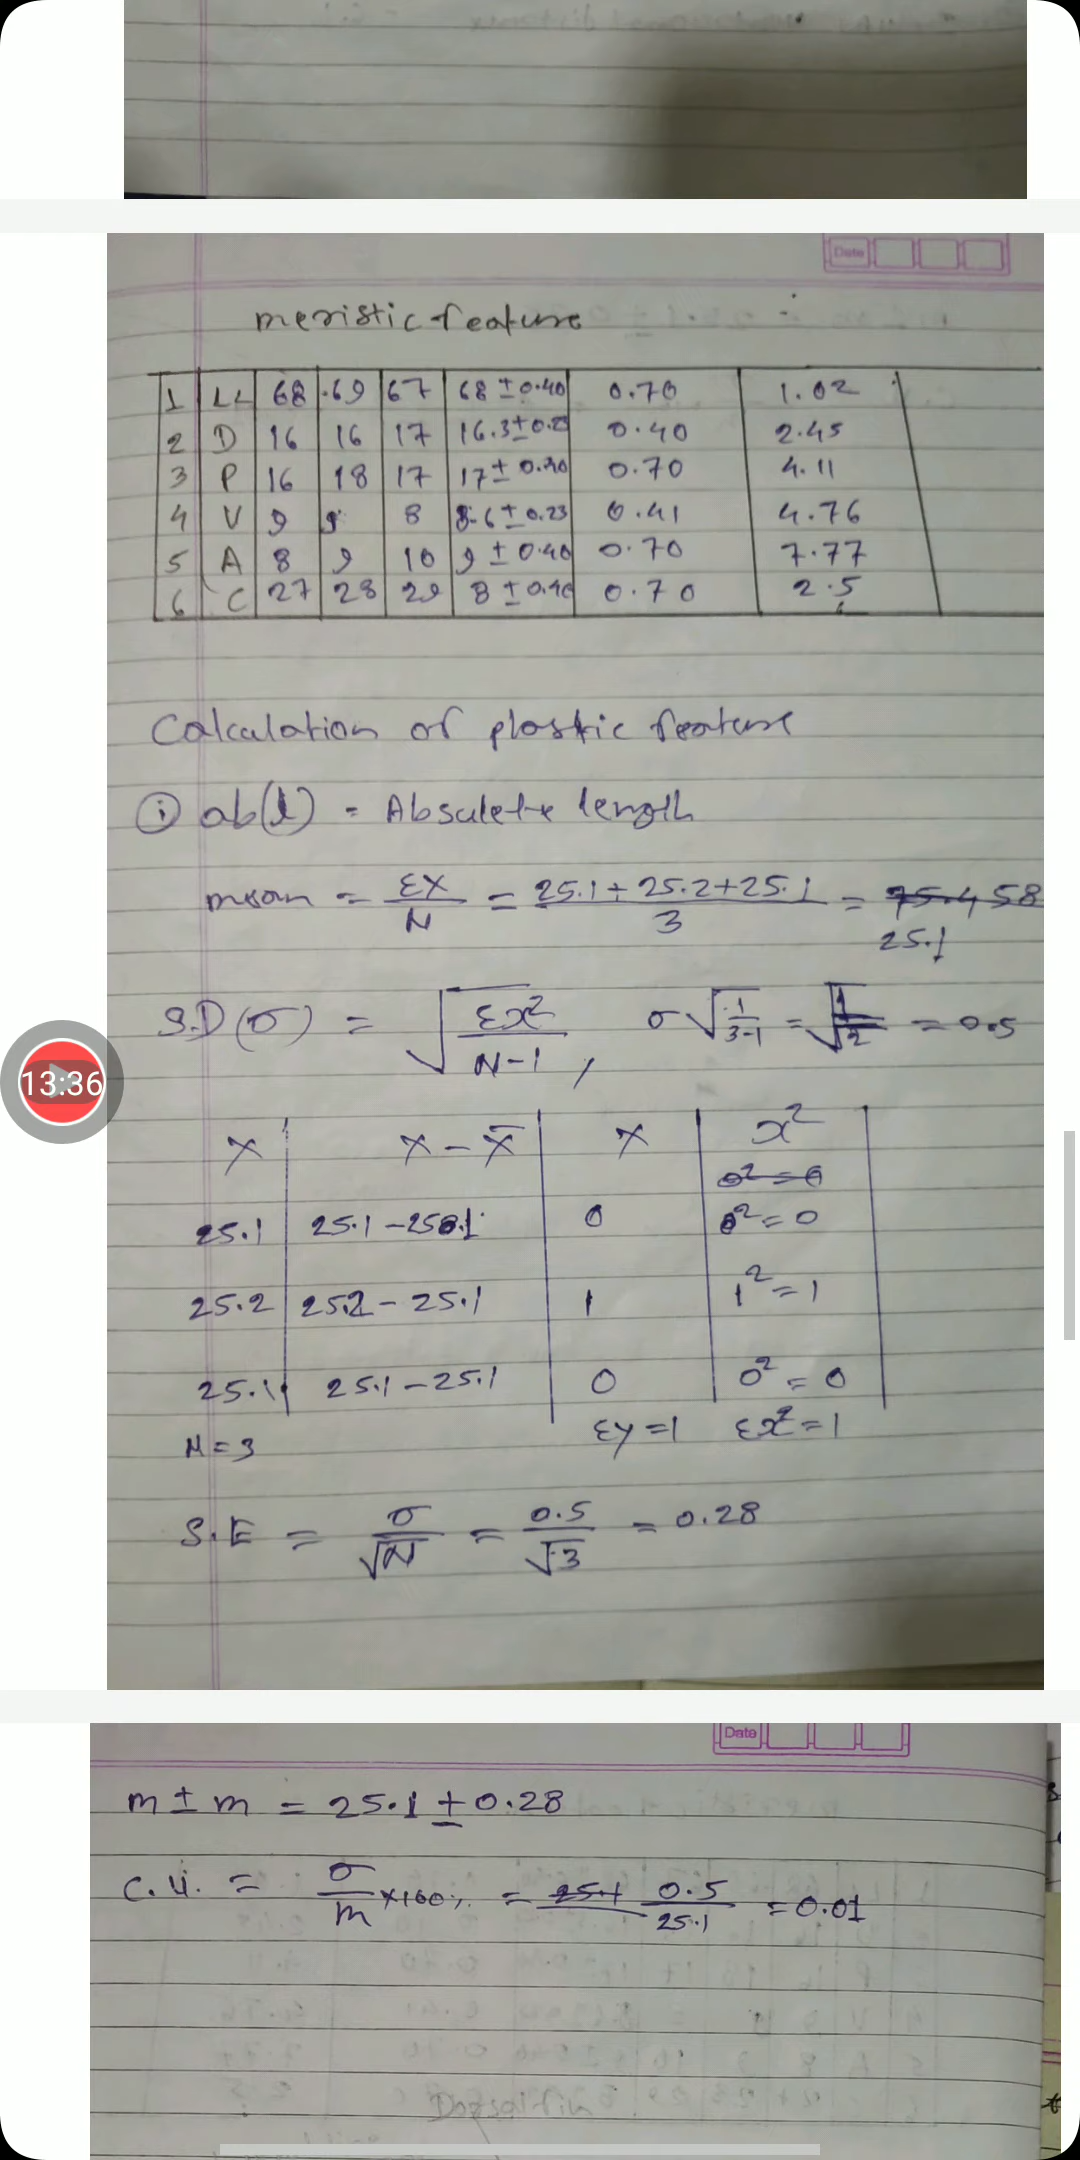 Date
meristic feature
1 LL 68 69 67 68 ± 0.40 0.70 1.02
2 D 16 16 17 16.3 ± 0.2 0.40 2.45
3 P 16 18 17 17 ± 0.40 0.70 4.11
4 V 9 9 8 8.6 ± 0.23 0.41 4.76
5 A 8 9 10 9 ± 0.40 0.70 7.77
6 C 27 28 29 8 ± 0.40 0.70 2.5
Calculation of plastic feature
① ab(l) = Absulete length
mean = ΣX/N = 25.1 + 25.2 + 25.1 / 3 = 25.1
S.D (σ) = √Σx²/N-1 , σ √1/3-1 = √1/2 = 0.5
X X - X̄ x x²
0² = 0
25.1 25.1 - 25.1 0 0² = 0
25.2 25.2 - 25.1 1 1² = 1
25.1 25.1 - 25.1 0 0² = 0
N = 3 Σy = 1 Σx² = 1
S.E = σ/√N = 0.5/√3 = 0.28
13:36
Date
m ± m = 25.1 ± 0.28
C.V. = σ/m × 100% = 25.1 0.5/25.1 = 0.01